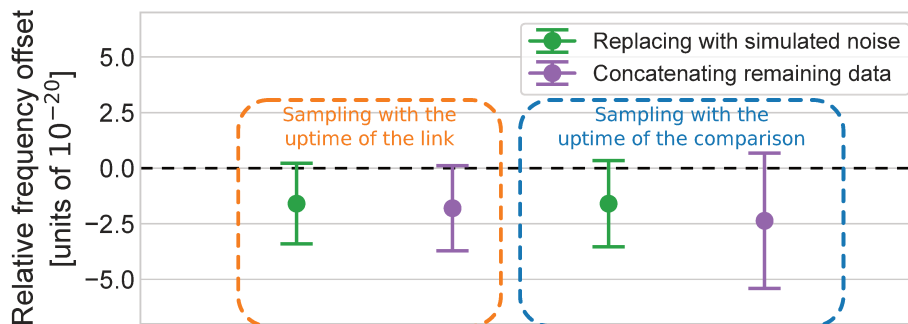 Relative frequency offset
[units of 10⁻²⁰]
5.0
2.5
0.0
−2.5
−5.0
Replacing with simulated noise
Concatenating remaining data
Sampling with the
uptime of the link
Sampling with the
uptime of the comparison